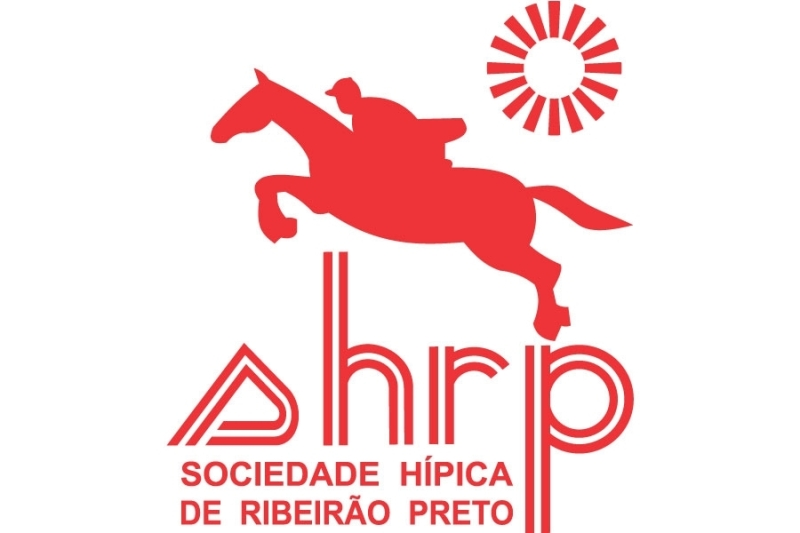 shrp
SOCIEDADE HÍPICA
DE RIBEIRÃO PRETO